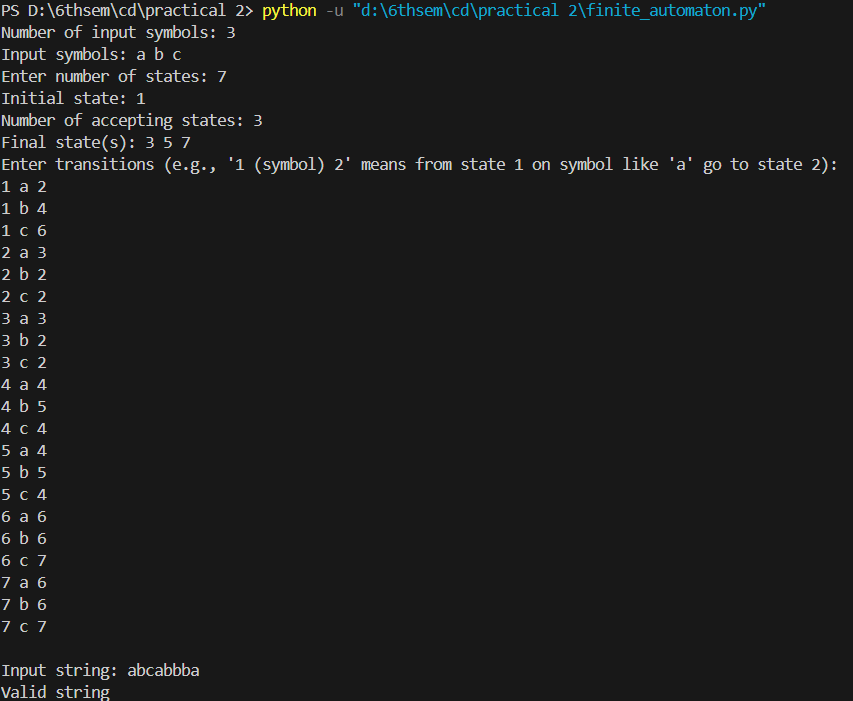 PS D:\6thsem\cd\practical 2> python -u "d:\6thsem\cd\practical 2\finite_automaton.py"
Number of input symbols: 3
Input symbols: a b c
Enter number of states: 7
Initial state: 1
Number of accepting states: 3
Final state(s): 3 5 7
Enter transitions (e.g., '1 (symbol) 2' means from state 1 on symbol like 'a' go to state 2):
1 a 2
1 b 4
1 c 6
2 a 3
2 b 2
2 c 2
3 a 3
3 b 2
3 c 2
4 a 4
4 b 5
4 c 4
5 a 4
5 b 5
5 c 4
6 a 6
6 b 6
6 c 7
7 a 6
7 b 6
7 c 7
Input string: abcabbba
Valid string